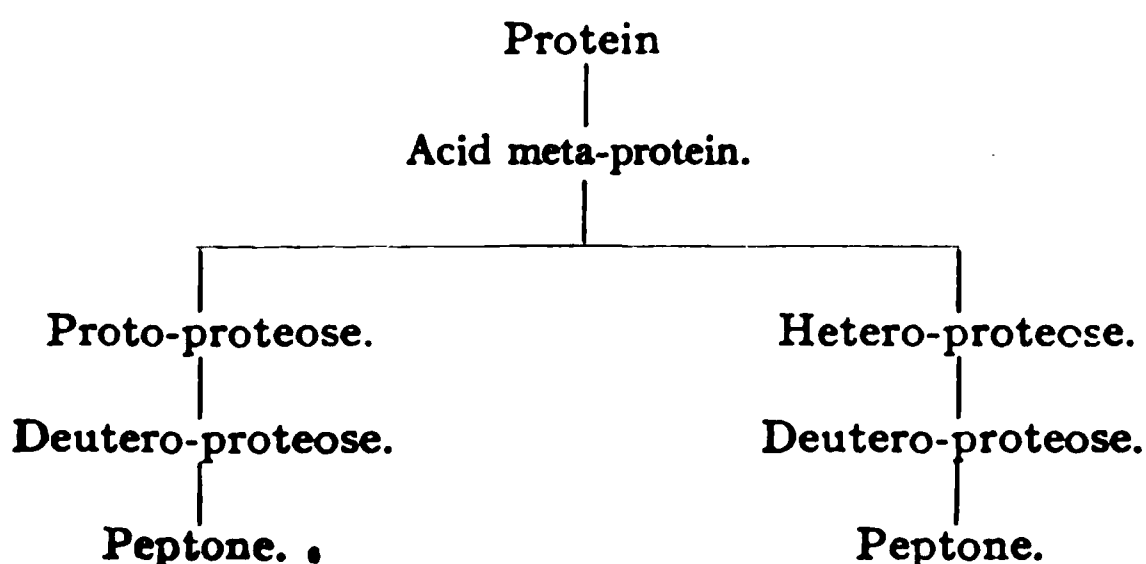 Protein
Acid meta-protein.
Proto-proteose. Hetero-proteose.
Deutero-proteose. Deutero-proteose.
Peptone. Peptone.